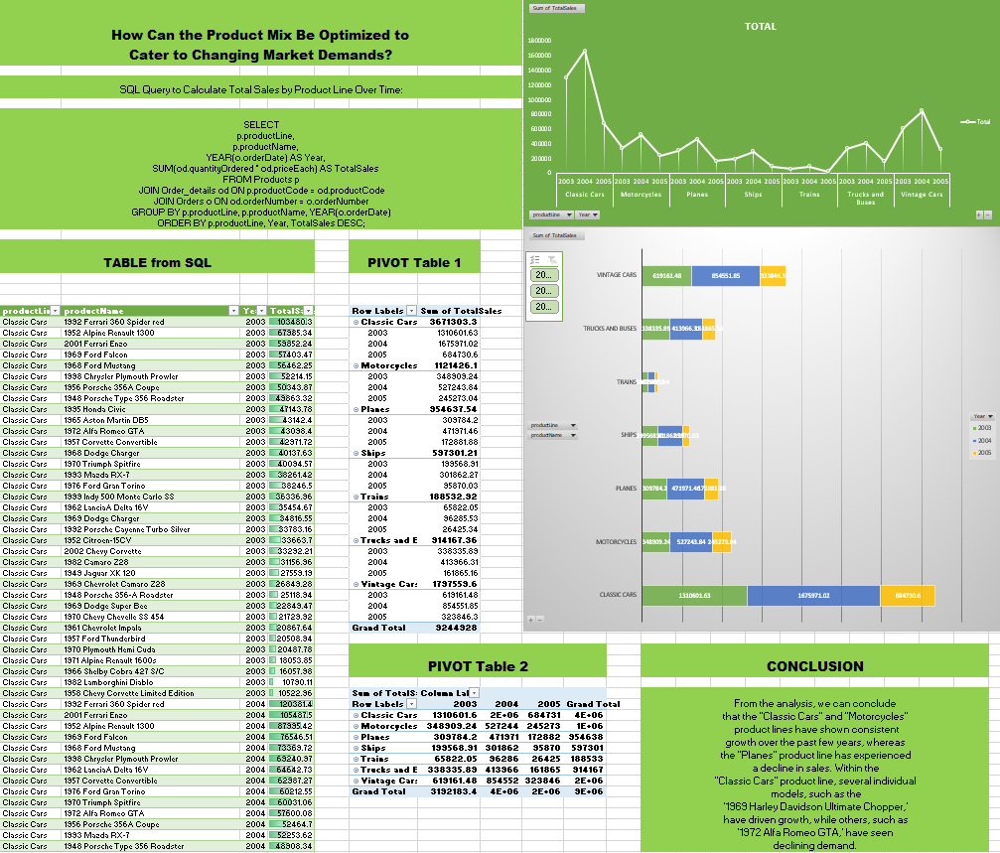 How Can the Product Mix Be Optimized to
Cater to Changing Market Demands?
SQL Query to Calculate Total Sales by Product Line Over Time:
SELECT
p.productLine,
p.productName,
YEAR(o.orderDate) AS Year,
SUM(od.quantityOrdered * od.priceEach) AS TotalSales
FROM Products p
JOIN Order_details od ON p.productCode = od.productCode
JOIN Orders o ON od.orderNumber = o.orderNumber
GROUP BY p.productLine, p.productName, YEAR(o.orderDate)
ORDER BY p.productLine, Year, TotalSales DESC;
TABLE from SQL
productLin productName Ye TotalS
Classic Cars 1992 Ferrari 360 Spider red 2003 103480.3
Classic Cars 1952 Alpine Renault 1300 2003 67985.34
Classic Cars 2001 Ferrari Enzo 2003 59852.24
Classic Cars 1969 Ford Falcon 2003 57403.47
Classic Cars 1968 Ford Mustang 2003 56462.25
Classic Cars 1998 Chrysler Plymouth Prowler 2003 52214.15
Classic Cars 1956 Porsche 356A Coupe 2003 50343.87
Classic Cars 1948 Porsche Type 356 Roadster 2003 49863.32
Classic Cars 1995 Honda Civic 2003 47143.78
Classic Cars 1965 Aston Martin DB5 2003 43142.4
Classic Cars 1972 Alfa Romeo GTA 2003 43098.4
Classic Cars 1957 Corvette Convertible 2003 42971.72
Classic Cars 1968 Dodge Charger 2003 40137.63
Classic Cars 1970 Triumph Spitfire 2003 40094.57
Classic Cars 1993 Mazda RX-7 2003 38261.42
Classic Cars 1976 Ford Gran Torino 2003 38246.5
Classic Cars 1999 Indy 500 Monte Carlo SS 2003 36336.96
Classic Cars 1962 LanciaA Delta 16V 2003 35454.67
Classic Cars 1969 Dodge Charger 2003 34816.55
Classic Cars 1992 Porsche Cayenne Turbo Silver 2003 33783.16
Classic Cars 1952 Citroen-15CV 2003 33663.7
Classic Cars 2002 Chevy Corvette 2003 33292.21
Classic Cars 1982 Camaro Z28 2003 31156.96
Classic Cars 1949 Jaguar XK 120 2003 27559.19
Classic Cars 1969 Chevrolet Camaro Z28 2003 26849.28
Classic Cars 1948 Porsche 356-A Roadster 2003 25118.94
Classic Cars 1969 Dodge Super Bee 2003 22849.47
Classic Cars 1970 Chevy Chevelle SS 454 2003 21729.92
Classic Cars 1961 Chevrolet Impala 2003 20867.64
Classic Cars 1957 Ford Thunderbird 2003 20508.94
Classic Cars 1970 Plymouth Hemi Cuda 2003 20487.78
Classic Cars 1971 Alpine Renault 1600s 2003 18053.85
Classic Cars 1966 Shelby Cobra 427 S/C 2003 16057.98
Classic Cars 1982 Lamborghini Diablo 2003 10790.11
Classic Cars 1958 Chevy Corvette Limited Edition 2003 10522.96
Classic Cars 1992 Ferrari 360 Spider red 2004 120381.4
Classic Cars 2001 Ferrari Enzo 2004 105487.5
Classic Cars 1952 Alpine Renault 1300 2004 87995.42
Classic Cars 1969 Ford Falcon 2004 76546.51
Classic Cars 1968 Ford Mustang 2004 73369.72
Classic Cars 1998 Chrysler Plymouth Prowler 2004 69240.97
Classic Cars 1962 LanciaA Delta 16V 2004 64642.73
Classic Cars 1957 Corvette Convertible 2004 62387.27
Classic Cars 1976 Ford Gran Torino 2004 60212.55
Classic Cars 1970 Triumph Spitfire 2004 60031.06
Classic Cars 1972 Alfa Romeo GTA 2004 57600.08
Classic Cars 1956 Porsche 356A Coupe 2004 52464.7
Classic Cars 1993 Mazda RX-7 2004 52253.62
Classic Cars 1948 Porsche Type 356 Roadster 2004 48908.34
PIVOT Table 1
Row Labels Sum of TotalSales
Classic Cars 3671303.3
2003 1310601.63
2004 1675971.02
2005 684730.6
Motorcycles 1121426.1
2003 348909.24
2004 527243.84
2005 245273.04
Planes 954637.54
2003 309784.2
2004 471971.46
2005 172881.88
Ships 597301.21
2003 199568.91
2004 301862.27
2005 95870.03
Trains 188532.92
2003 65822.05
2004 96285.53
2005 26425.34
Trucks and E 914167.36
2003 338335.89
2004 413966.31
2005 161865.16
Vintage Car 1797559.6
2003 619161.48
2004 854551.85
2005 323846.3
Grand Total 9244928
PIVOT Table 2
Sum of TotalS Column Lal
Row Labels 2003 2004 2005 Grand Total
Classic Cars 1310601.6 2E+06 684731 4E+06
Motorcycles 348909.24 527244 245273 1E+06
Planes 309784.2 471971 172882 954638
Ships 199568.91 301862 95870 597301
Trains 65822.05 96286 26425 188533
Trucks and E 338335.89 413966 161865 914167
Vintage Car 619161.48 854552 323846 2E+06
Grand Total 3192183.4 4E+06 2E+06 9E+06
Sum of TotalSales
TOTAL
1800000
1600000
1400000
1200000
1000000
800000
600000
400000
200000
0
Total
2003 2004 2005 2003 2004 2005 2003 2004 2005 2003 2004 2005 2003 2004 2005 2003 2004 2005 2003 2004 2005
Classic Cars Motorcycles Planes Ships Trains Trucks and Buses Vintage Cars
productLine Year
Sum of TotalSales
20...
20...
20...
VINTAGE CARS 619161.48 854551.85
TRUCKS AND BUSES 338335.89 413966.31
TRAINS
productLine
productName
SHIPS
PLANES 309784.2 471971.46
MOTORCYCLES 348909.24 527243.84 245273.04
CLASSIC CARS 1310601.63 1675971.02 684730.6
Year
2003
2004
2005
CONCLUSION
From the analysis, we can conclude
that the "Classic Cars" and "Motorcycles"
product lines have shown consistent
growth over the past few years, whereas
the "Planes" product line has experienced
a decline in sales. Within the
"Classic Cars" product line, several individual
models, such as the
'1969 Harley Davidson Ultimate Chopper,'
have driven growth, while others, such as
'1972 Alfa Romeo GTA,' have seen
declining demand.